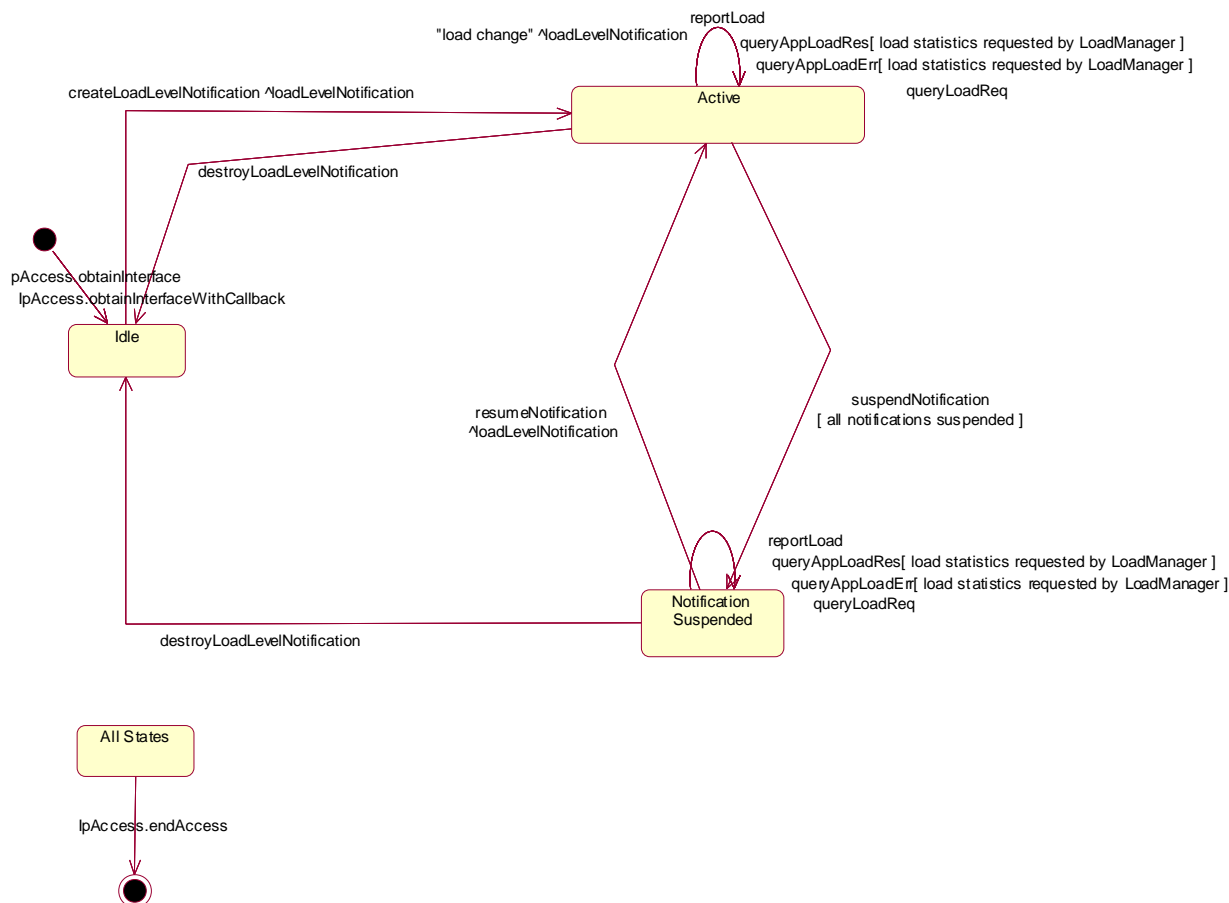 reportLoad
"load change" ^loadLevelNotification
queryAppLoadRes[ load statistics requested by LoadManager ]
queryAppLoadErr[ load statistics requested by LoadManager ]
queryLoadReq
createLoadLevelNotification ^loadLevelNotification
Active
destroyLoadLevelNotification
pAccess.obtainInterface
IpAccess.obtainInterfaceWithCallback
Idle
suspendNotification
[ all notifications suspended ]
resumeNotification
^loadLevelNotification
reportLoad
queryAppLoadRes[ load statistics requested by LoadManager ]
queryAppLoadErr[ load statistics requested by LoadManager ]
queryLoadReq
Notification
Suspended
destroyLoadLevelNotification
All States
IpAccess.endAccess